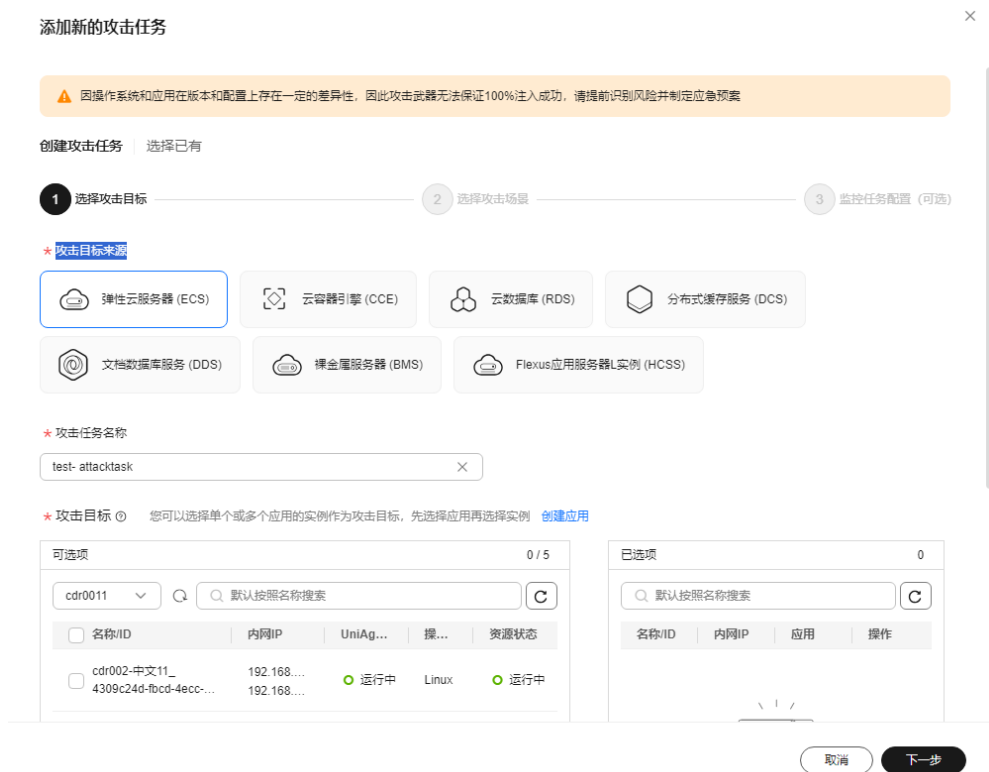 添加新的攻击任务
因操作系统和应用在版本和配置上存在一定的差异性，因此攻击武器无法保证100%注入成功，请提前识别风险并制定应急预案
创建攻击任务 选择已有
1 选择攻击目标 2 选择攻击场景 3 监控任务配置（可选）
* 攻击目标来源
弹性云服务器 (ECS) 云容器引擎 (CCE) 云数据库 (RDS) 分布式缓存服务 (DCS)
文档数据库服务 (DDS) 裸金属服务器 (BMS) Flexus应用服务器L实例 (HCSS)
* 攻击任务名称
test- attacktask
* 攻击目标 您可以选择单个或多个应用的实例作为攻击目标，先选择应用再选择实例 创建应用
可选项 0 / 5 已选项 0
cdr0011 默认按照名称搜索 默认按照名称搜索
名称/ID 内网IP UniAg... 操... 资源状态 名称/ID 内网IP 应用 操作
cdr002-中文11_ 192.168.... 运行中 Linux 运行中
4309c24d-fbcd-4ecc-... 192.168....
取消 下一步